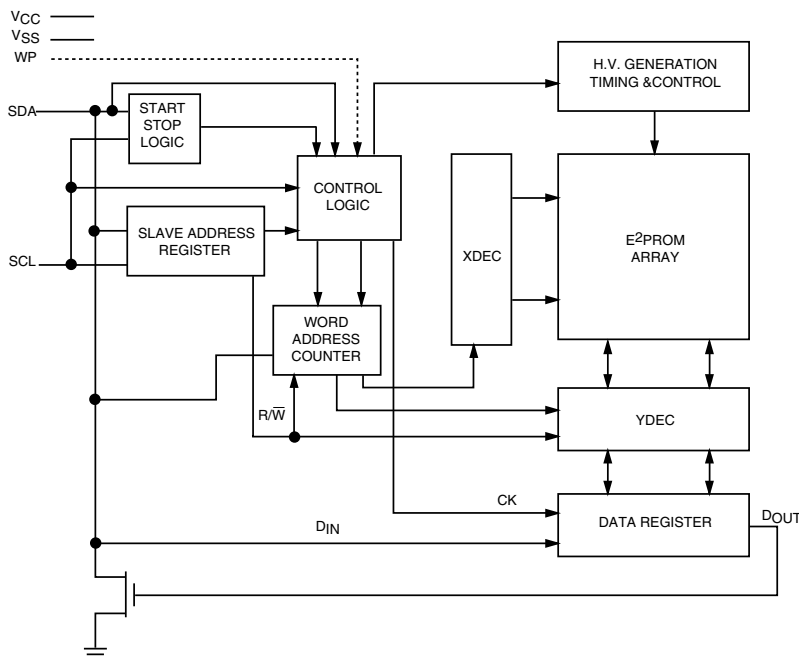 VCC
VSS
WP
SDA
START
STOP
LOGIC
H.V. GENERATION
TIMING &CONTROL
CONTROL
LOGIC
SLAVE ADDRESS
REGISTER
SCL
XDEC
E2PROM
ARRAY
WORD
ADDRESS
COUNTER
R/W̅
YDEC
CK
DIN
DATA REGISTER
DOUT